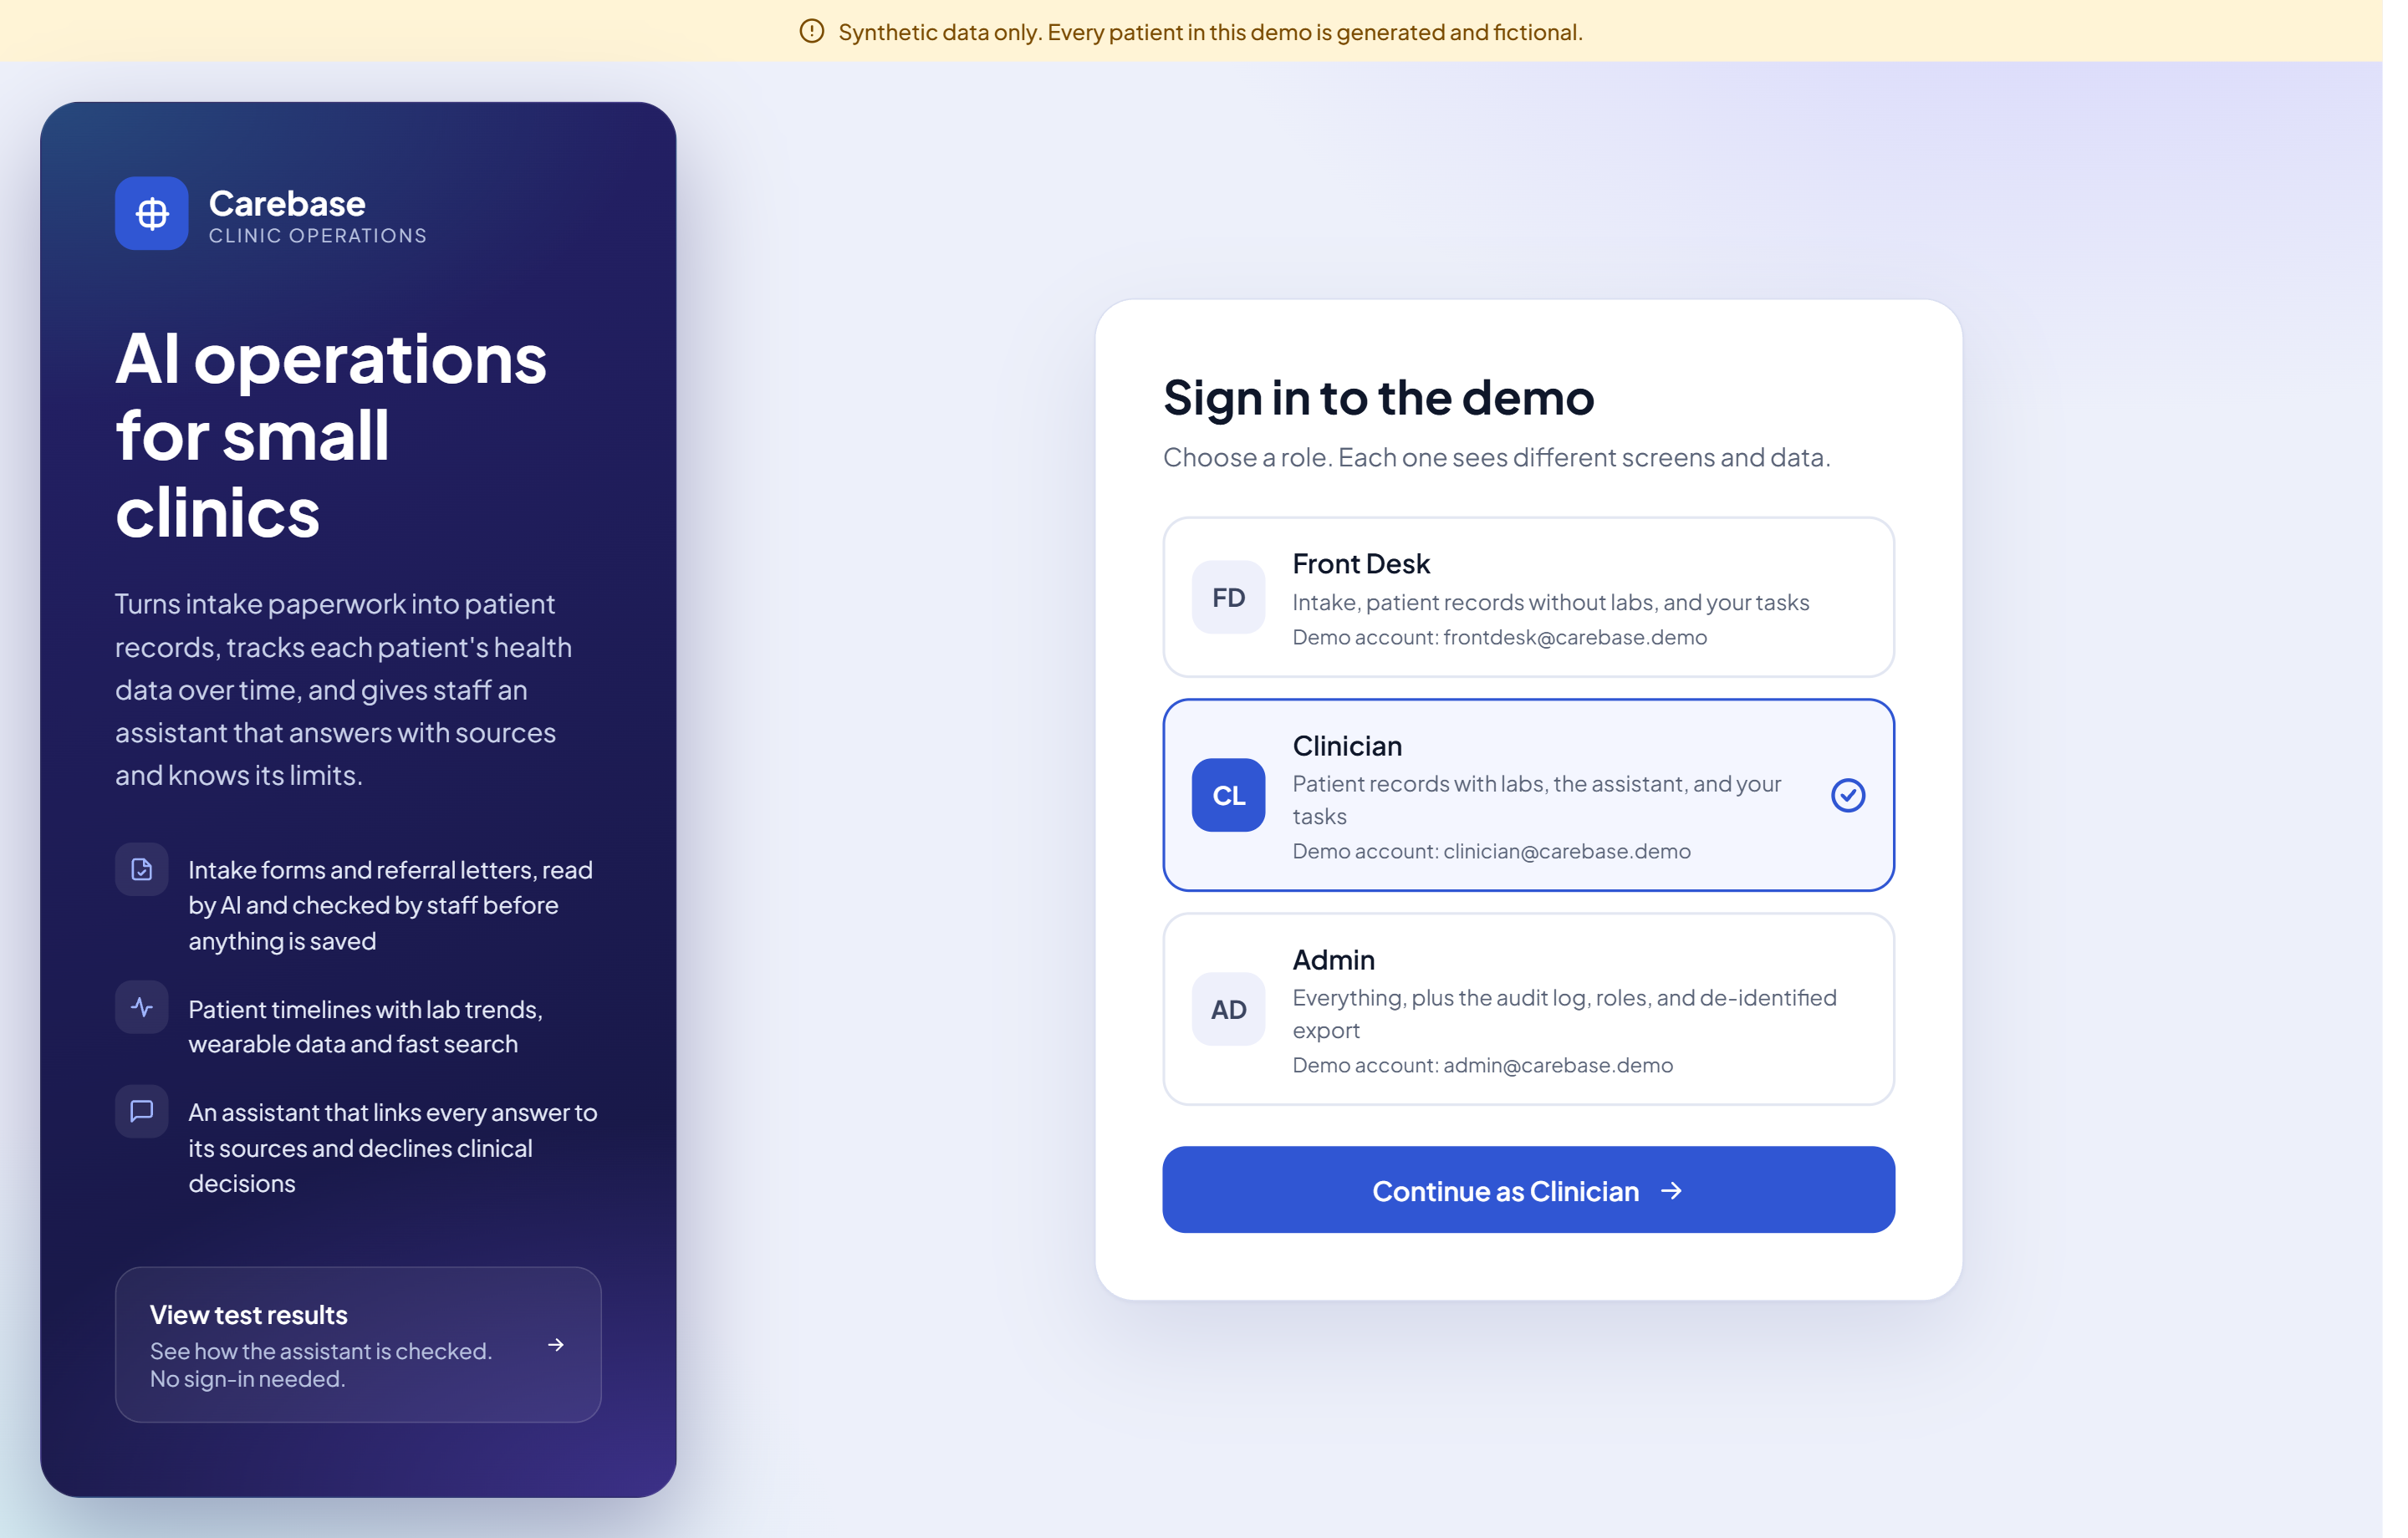 Synthetic data only. Every patient in this demo is generated and fictional.
Carebase
CLINIC OPERATIONS
AI operations
for small
clinics
Turns intake paperwork into patient
records, tracks each patient's health
data over time, and gives staff an
assistant that answers with sources
and knows its limits.
Intake forms and referral letters, read
by AI and checked by staff before
anything is saved
Patient timelines with lab trends,
wearable data and fast search
An assistant that links every answer to
its sources and declines clinical
decisions
View test results
See how the assistant is checked.
No sign-in needed.
Sign in to the demo
Choose a role. Each one sees different screens and data.
FD
Front Desk
Intake, patient records without labs, and your tasks
Demo account: frontdesk@carebase.demo
CL
Clinician
Patient records with labs, the assistant, and your
tasks
Demo account: clinician@carebase.demo
AD
Admin
Everything, plus the audit log, roles, and de-identified
export
Demo account: admin@carebase.demo
Continue as Clinician